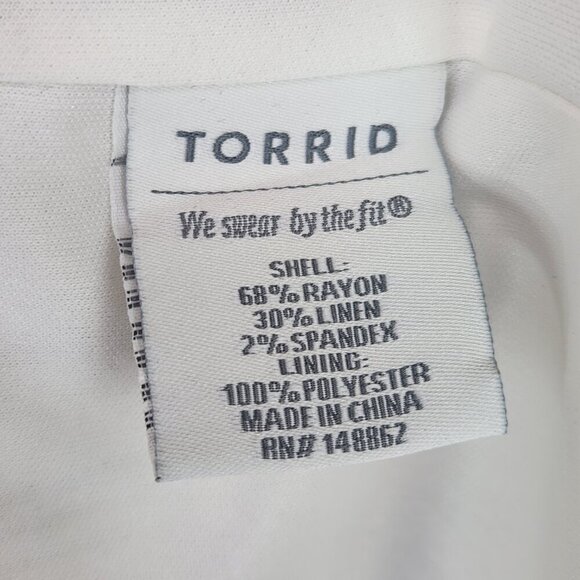 TORRID
We swear by the fit®
SHELL:
68% RAYON
30% LINEN
2% SPANDEX
LINING:
100% POLYESTER
MADE IN CHINA
RN# 148862